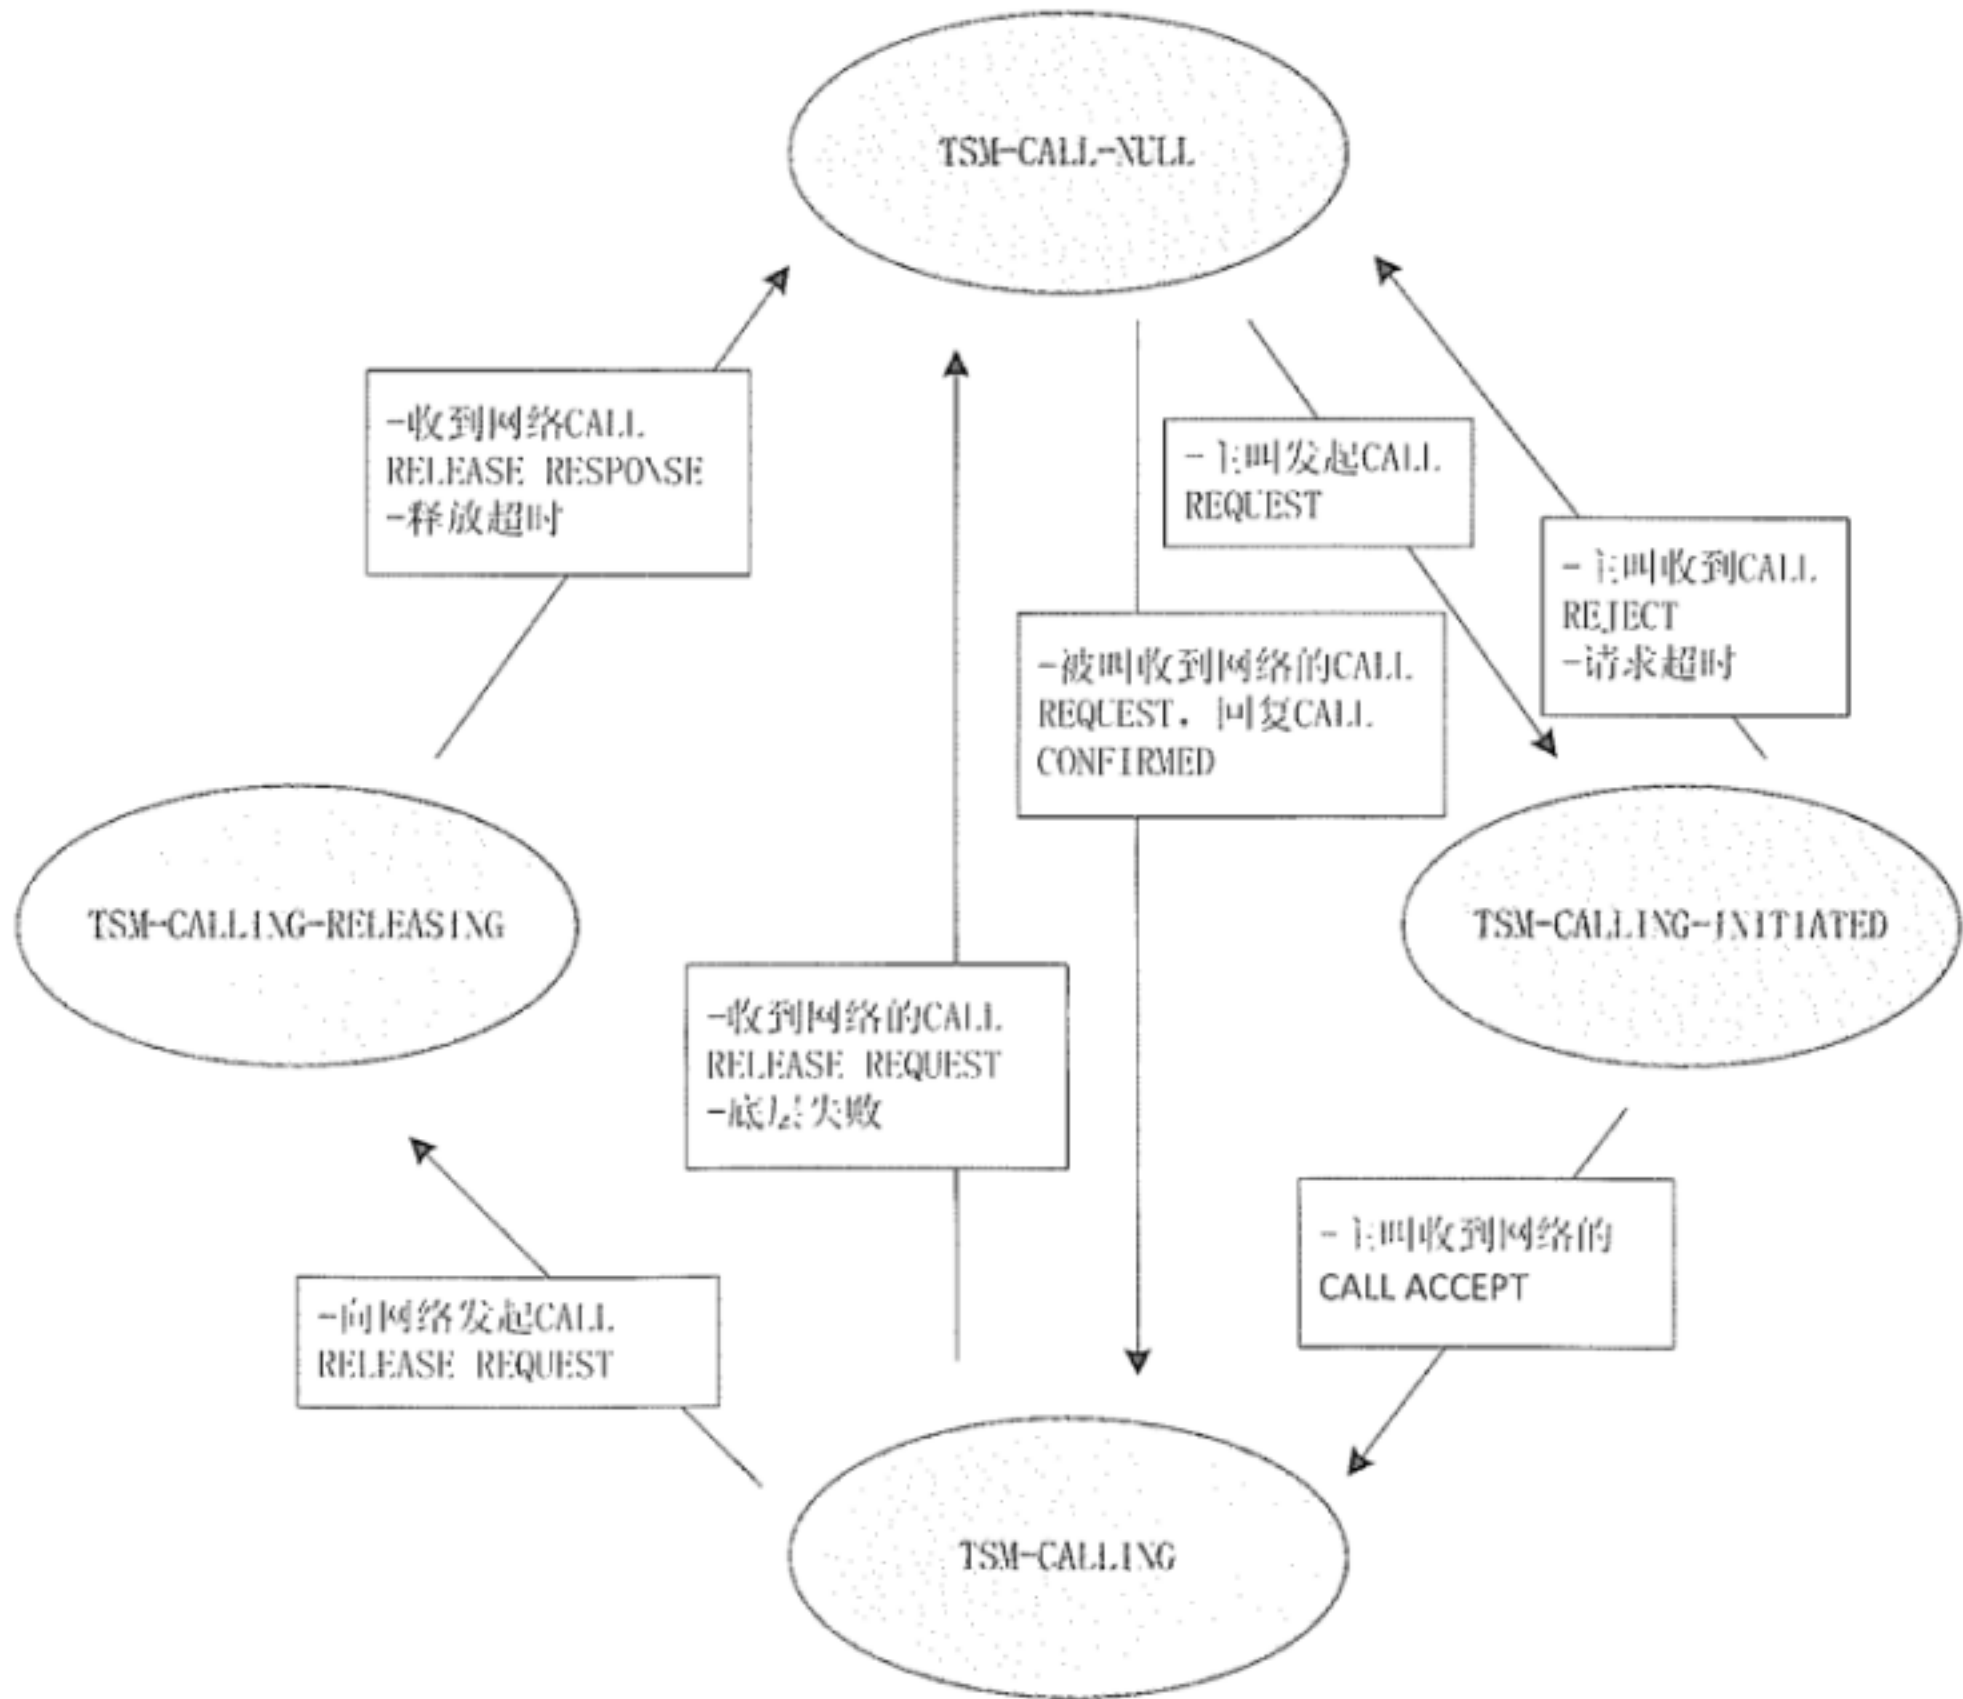 TSM-CALL-NULL
-收到网络CALL
RELEASE RESPONSE
-释放超时
-主叫发起CALL
REQUEST
-主叫收到CALL
REJECT
-请求超时
-被叫收到网络的CALL
REQUEST，回复CALL
CONFIRMED
TSM-CALLING-RELEASING
TSM-CALLING-INITIATED
-收到网络的CALL
RELEASE REQUEST
-底层失败
-主叫收到网络的
CALL ACCEPT
-向网络发起CALL
RELEASE REQUEST
TSM-CALLING